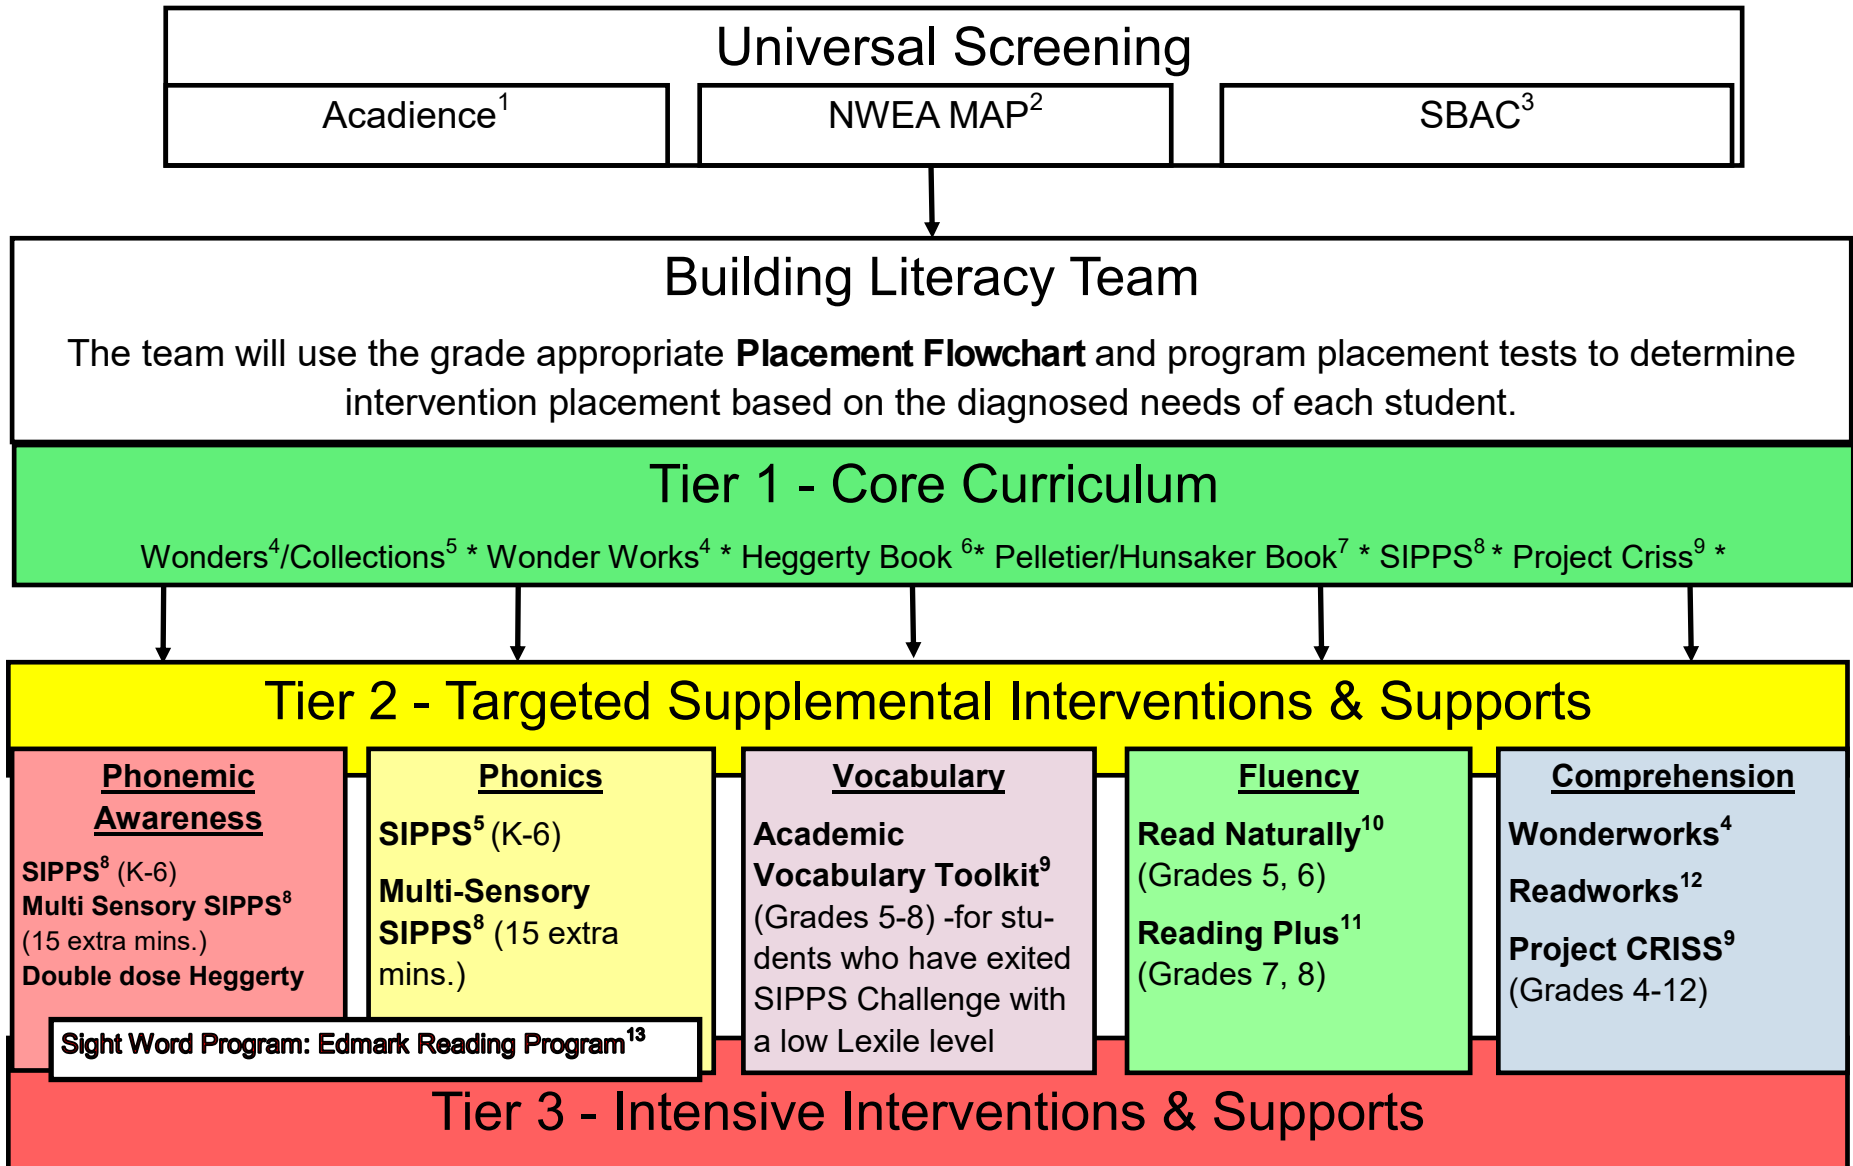 Universal Screening
Acadience¹
NWEA MAP²
SBAC³
Building Literacy Team
The team will use the grade appropriate Placement Flowchart and program placement tests to determine
intervention placement based on the diagnosed needs of each student.
Tier 1 - Core Curriculum
Wonders⁴/Collections⁵ * Wonder Works⁴ * Heggerty Book ⁶* Pelletier/Hunsaker Book⁷ * SIPPS⁸ * Project Criss⁹ *
Tier 2 - Targeted Supplemental Interventions & Supports
Phonemic
Awareness
SIPPS⁸ (K-6)
Multi Sensory SIPPS⁸
(15 extra mins.)
Double dose Heggerty
Phonics
SIPPS⁵ (K-6)
Multi-Sensory
SIPPS⁸ (15 extra
mins.)
Sight Word Program: Edmark Reading Program¹³
Vocabulary
Academic
Vocabulary Toolkit⁹
(Grades 5-8) -for stu-
dents who have exited
SIPPS Challenge with
a low Lexile level
Fluency
Read Naturally¹⁰
(Grades 5, 6)
Reading Plus¹¹
(Grades 7, 8)
Comprehension
Wonderworks⁴
Readworks¹²
Project CRISS⁹
(Grades 4-12)
Tier 3 - Intensive Interventions & Supports